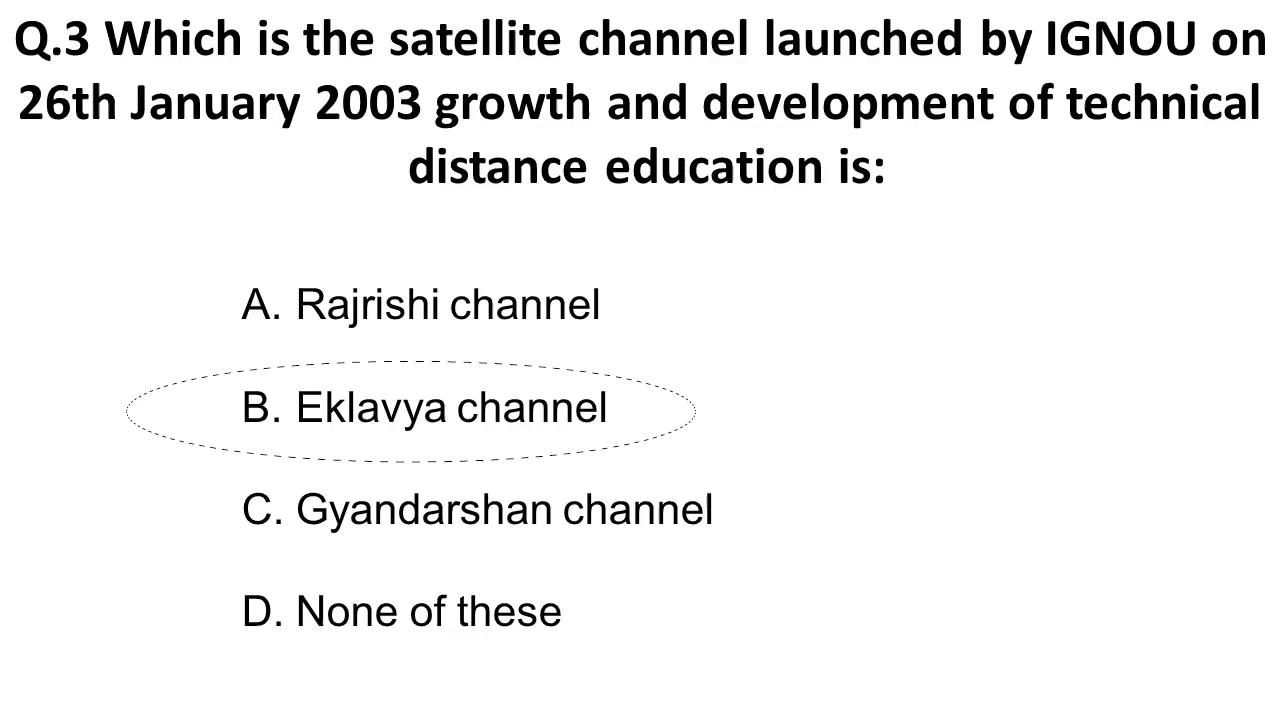 Q.3 Which is the satellite channel launched by IGNOU on
26th January 2003 growth and development of technical
distance education is:
A. Rajrishi channel
B. Eklavya channel
C. Gyandarshan channel
D. None of these